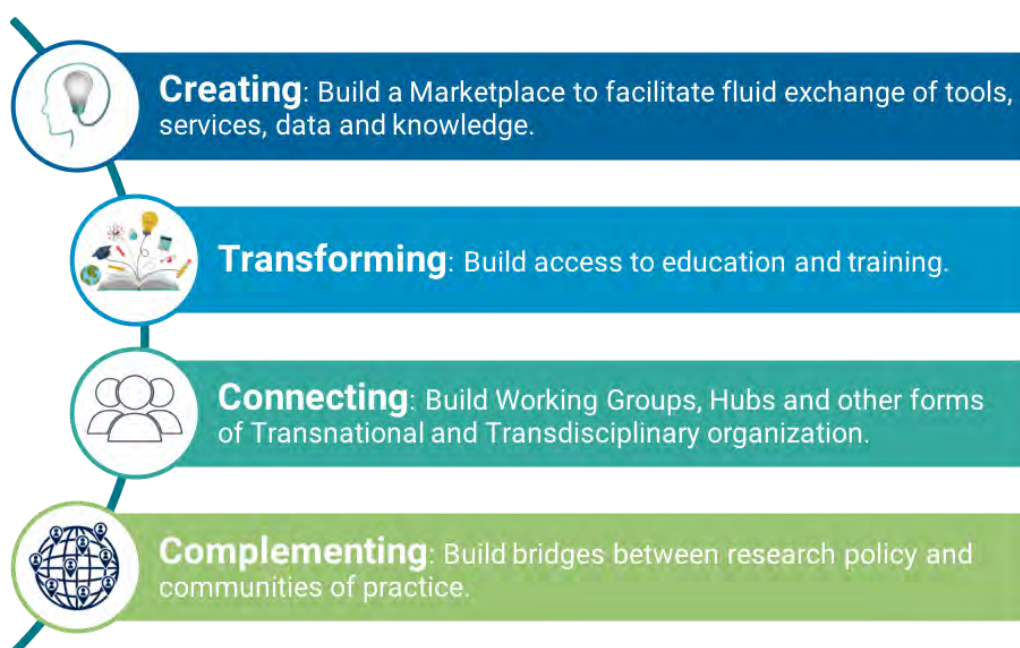 Creating: Build a Marketplace to facilitate fluid exchange of tools,
services, data and knowledge.
Transforming: Build access to education and training.
Connecting: Build Working Groups, Hubs and other forms
of Transnational and Transdisciplinary organization.
Complementing: Build bridges between research policy and
communities of practice.